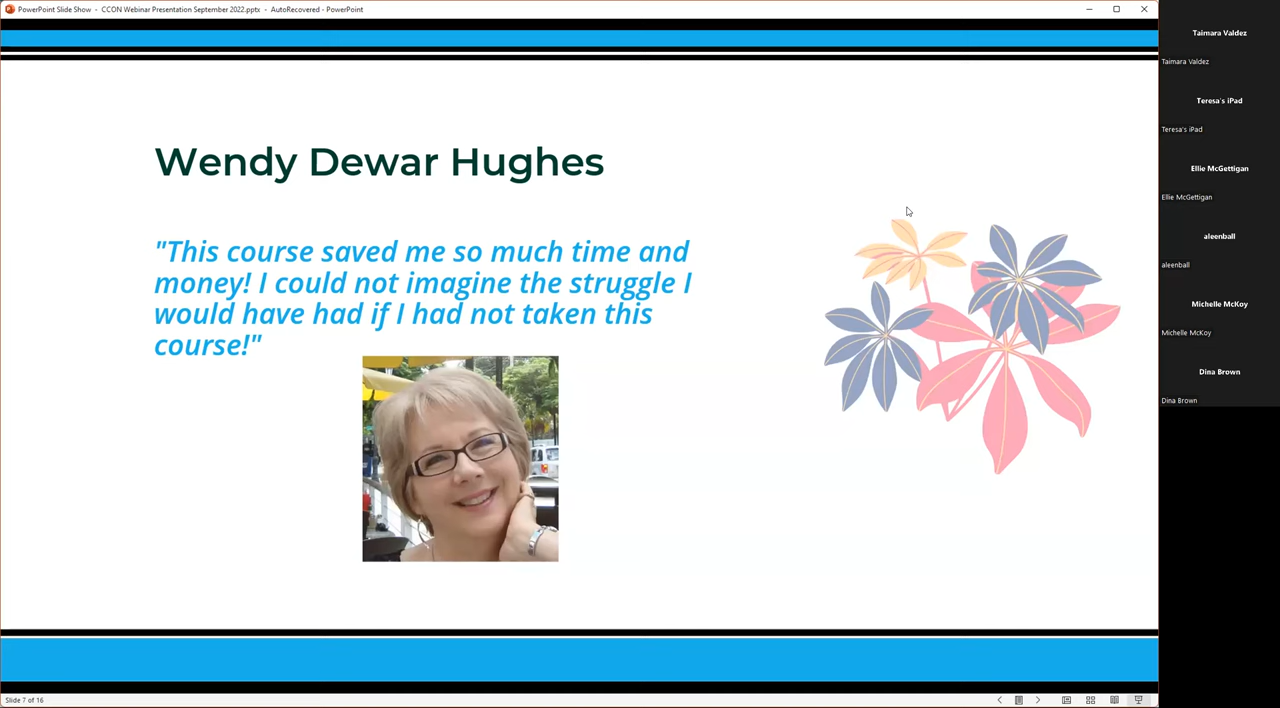 PowerPoint Slide Show - CCON Webinar Presentation September 2022.pptx - AutoRecovered - PowerPoint
Wendy Dewar Hughes
"This course saved me so much time and
money! I could not imagine the struggle I
would have had if I had not taken this
course!"
Slide 7 of 16
Taimara Valdez
Taimara Valdez
Teresa's iPad
Teresa's iPad
Ellie McGettigan
Ellie McGettigan
aleenball
aleenball
Michelle McKoy
Michelle McKoy
Dina Brown
Dina Brown